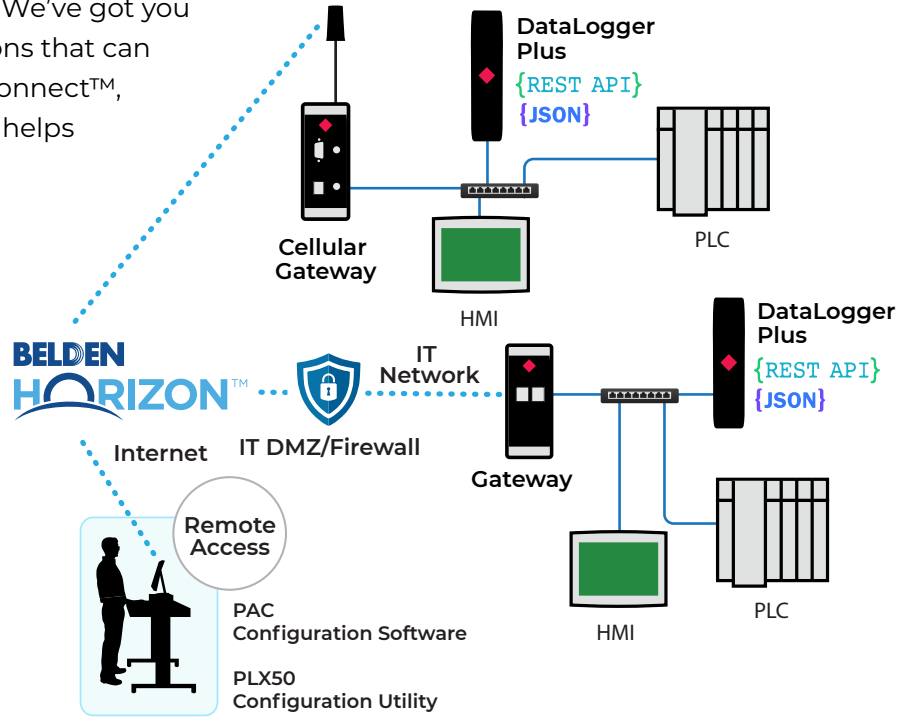 We've got you
ons that can
onnect™,
helps
DataLogger
Plus
{REST API}
{JSON}
Cellular
Gateway
HMI
PLC
BELDEN
HORIZON™
IT
Network
IT DMZ/Firewall
Internet
Gateway
DataLogger
Plus
{REST API}
{JSON}
HMI
PLC
Remote
Access
PAC
Configuration Software
PLX50
Configuration Utility